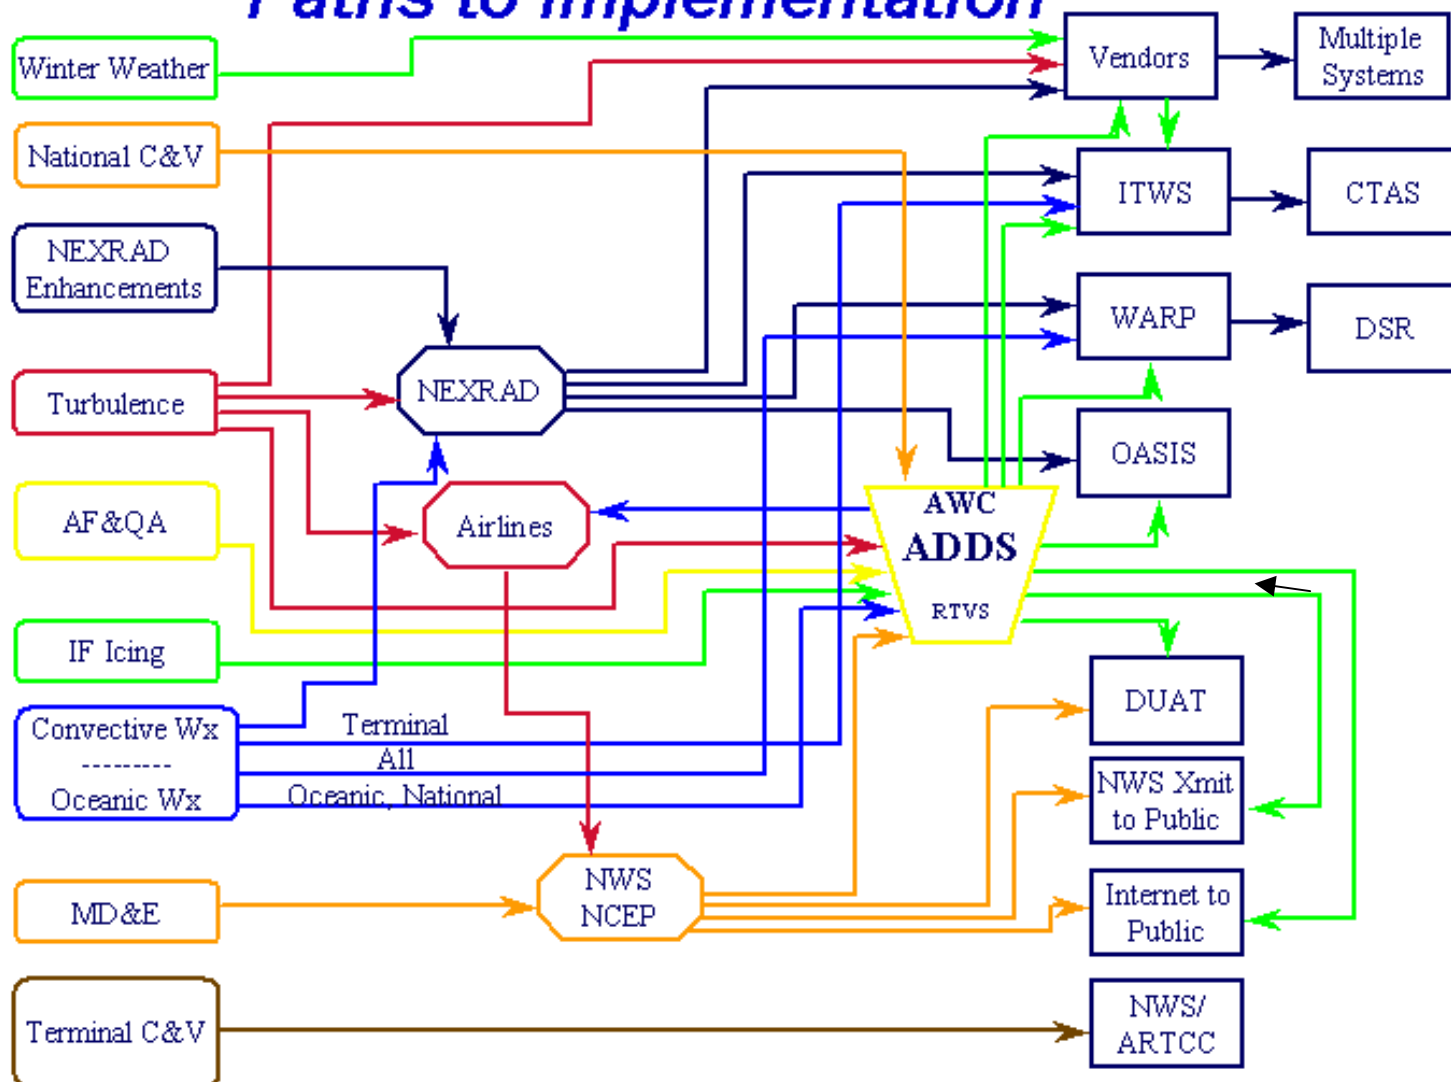 Paths to Implementation
Winter Weather
National C&V
NEXRAD
Enhancements
Turbulence
AF&QA
IF Icing
Convective Wx
---------
Oceanic Wx
MD&E
Terminal C&V
NEXRAD
Airlines
Terminal
All
Oceanic, National
NWS
NCEP
AWC
ADDS
RTVS
Vendors
Multiple
Systems
ITWS
CTAS
WARP
DSR
OASIS
DUAT
NWS Xmit
to Public
Internet to
Public
NWS/
ARTCC